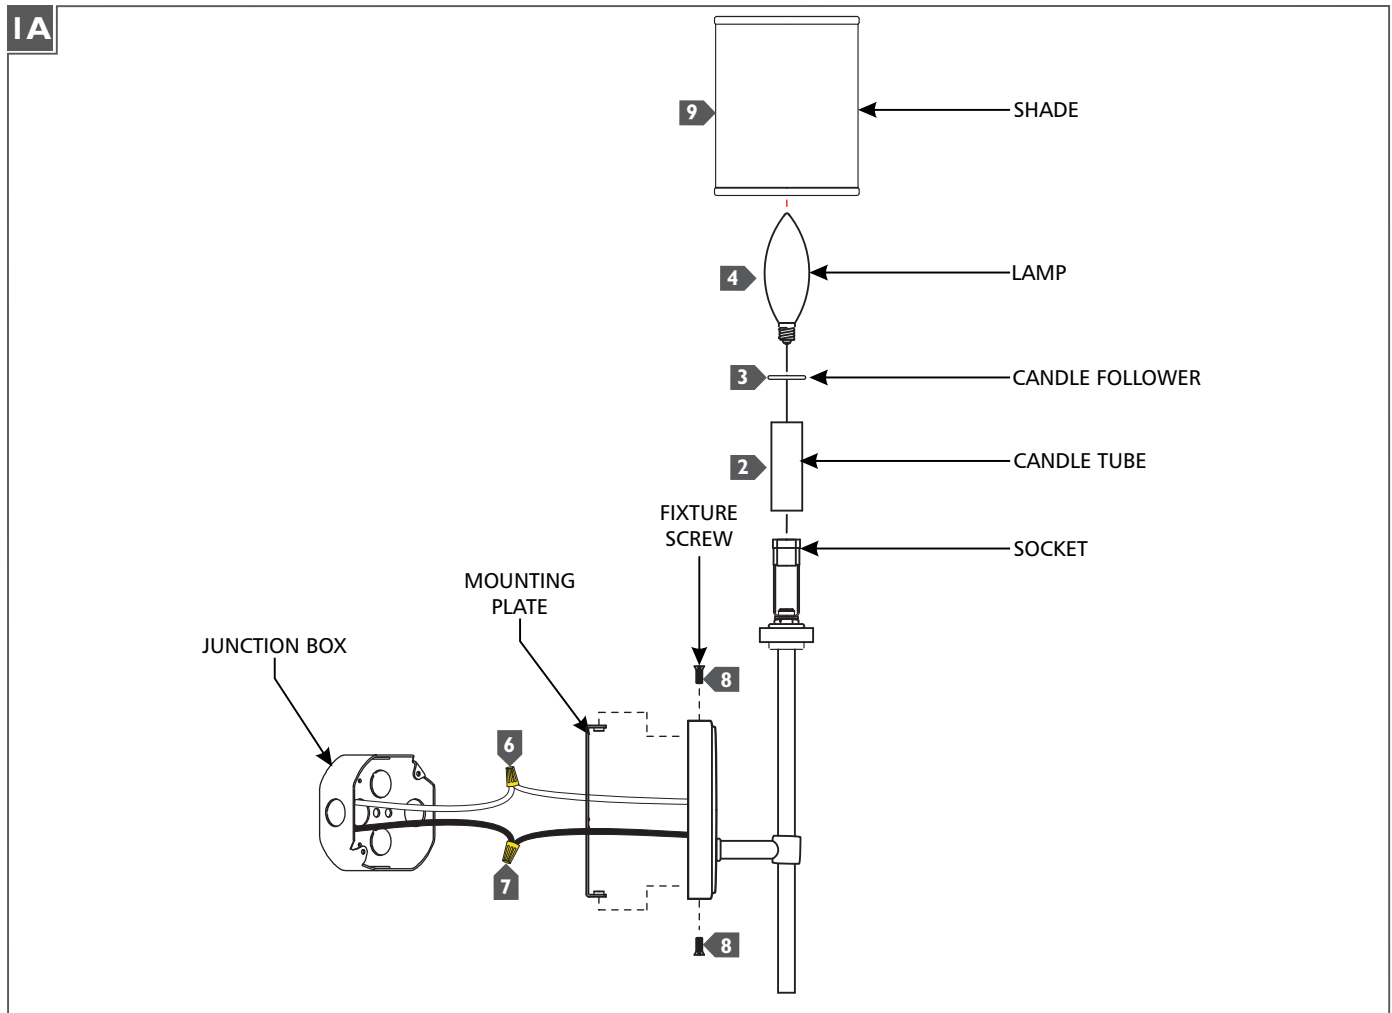 1A
9
SHADE
4
LAMP
3
CANDLE FOLLOWER
2
CANDLE TUBE
FIXTURE
SCREW
SOCKET
MOUNTING
PLATE
JUNCTION BOX
8
6
7
8